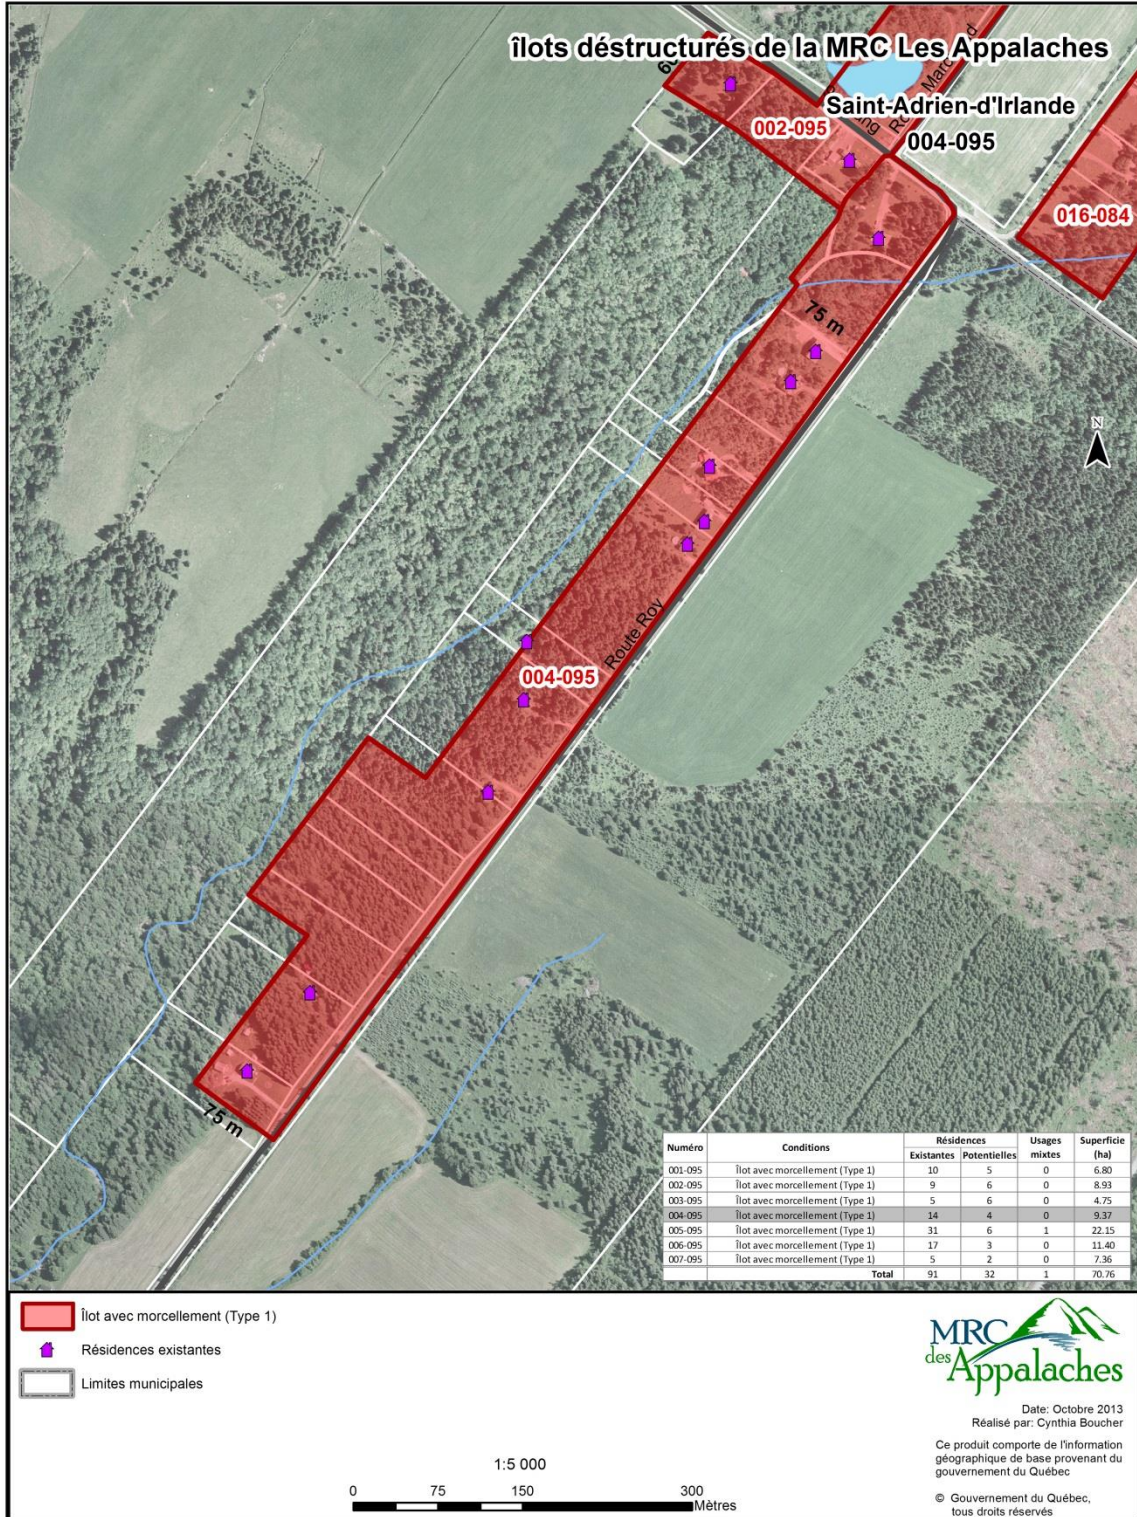 îlots déstructurés de la MRC Les Appalaches
60
Marc
Saint-Adrien-d'Irlande
002-095
004-095
016-084
75 m
Route Roy
004-095
75 m
N
Numéro Conditions Résidences Usages mixtes Superficie (ha)
Existantes Potentielles
001-095 Îlot avec morcellement (Type 1) 10 5 0 6.80
002-095 Îlot avec morcellement (Type 1) 9 6 0 8.93
003-095 Îlot avec morcellement (Type 1) 5 6 0 4.75
004-095 Îlot avec morcellement (Type 1) 14 4 0 9.37
005-095 Îlot avec morcellement (Type 1) 31 6 1 22.15
006-095 Îlot avec morcellement (Type 1) 17 3 0 11.40
007-095 Îlot avec morcellement (Type 1) 5 2 0 7.36
Total 91 32 1 70.76
Îlot avec morcellement (Type 1)
Résidences existantes
Limites municipales
1:5 000
0 75 150 300
Mètres
MRC
des Appalaches
Date: Octobre 2013
Réalisé par: Cynthia Boucher
Ce produit comporte de l'information
géographique de base provenant du
gouvernement du Québec
© Gouvernement du Québec,
tous droits réservés